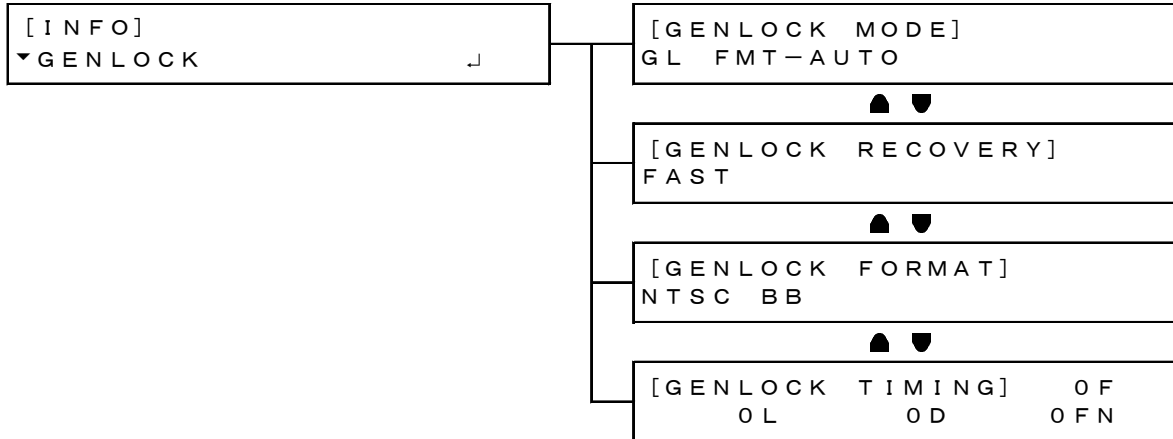 [INFO]
▼GENLOCK ↵
[GENLOCK MODE]
GL FMT－AUTO
[GENLOCK RECOVERY]
FAST
[GENLOCK FORMAT]
NTSC BB
[GENLOCK TIMING] 0F
0L 0D 0FN